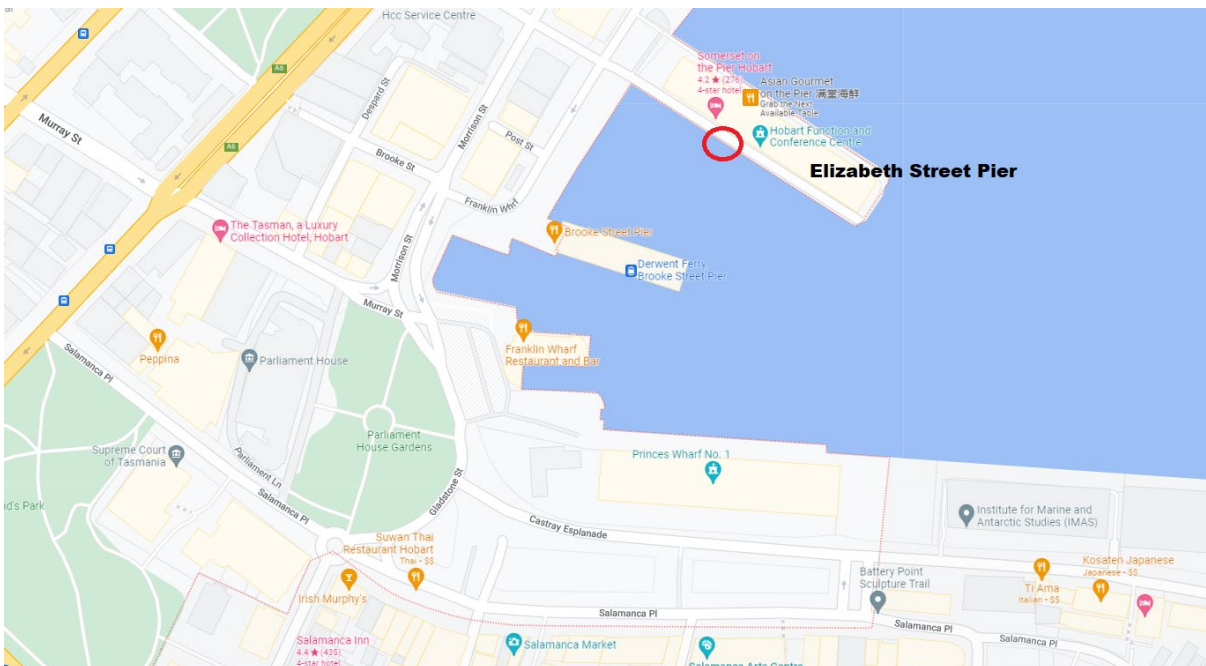 Hcc Service Centre
A6
Despard St
Morrison St
Somerset on
the Pier Hobart
4.2 ★ (276)
4-star hotel
Asian Gourmet
on the Pier 满堂海鲜
Grab the Next
Available Table
Hobart Function and
Conference Centre
Elizabeth Street Pier
Murray St
A6
Post St
Brooke St
Franklin Whrf
The Tasman, a Luxury
Collection Hotel, Hobart
Brooke Street Pier
Morrison St
Derwent Ferry
Brooke Street Pier
Murray St
Peppina
Parliament House
Franklin Wharf
Restaurant and Bar
Salamanca Pl
Parliament
House Gardens
Supreme Court
of Tasmania
Parliament Ln
Princes Wharf No. 1
Salamanca Pl
Gladstone St
d's Park
Castray Esplanade
Institute for Marine and
Antarctic Studies (IMAS)
Suwan Thai
Restaurant Hobart
Thai • $$
Irish Murphy's
Battery Point
Sculpture Trail
Kosaten Japanese
Japanese • $$
Ti Ama
Italian • $$
Salamanca Pl
Salamanca Pl
Salamanca Pl
Salamanca Inn
4.4 ★ (435)
4-star hotel
Salamanca Market
Salamanca Arts Centre